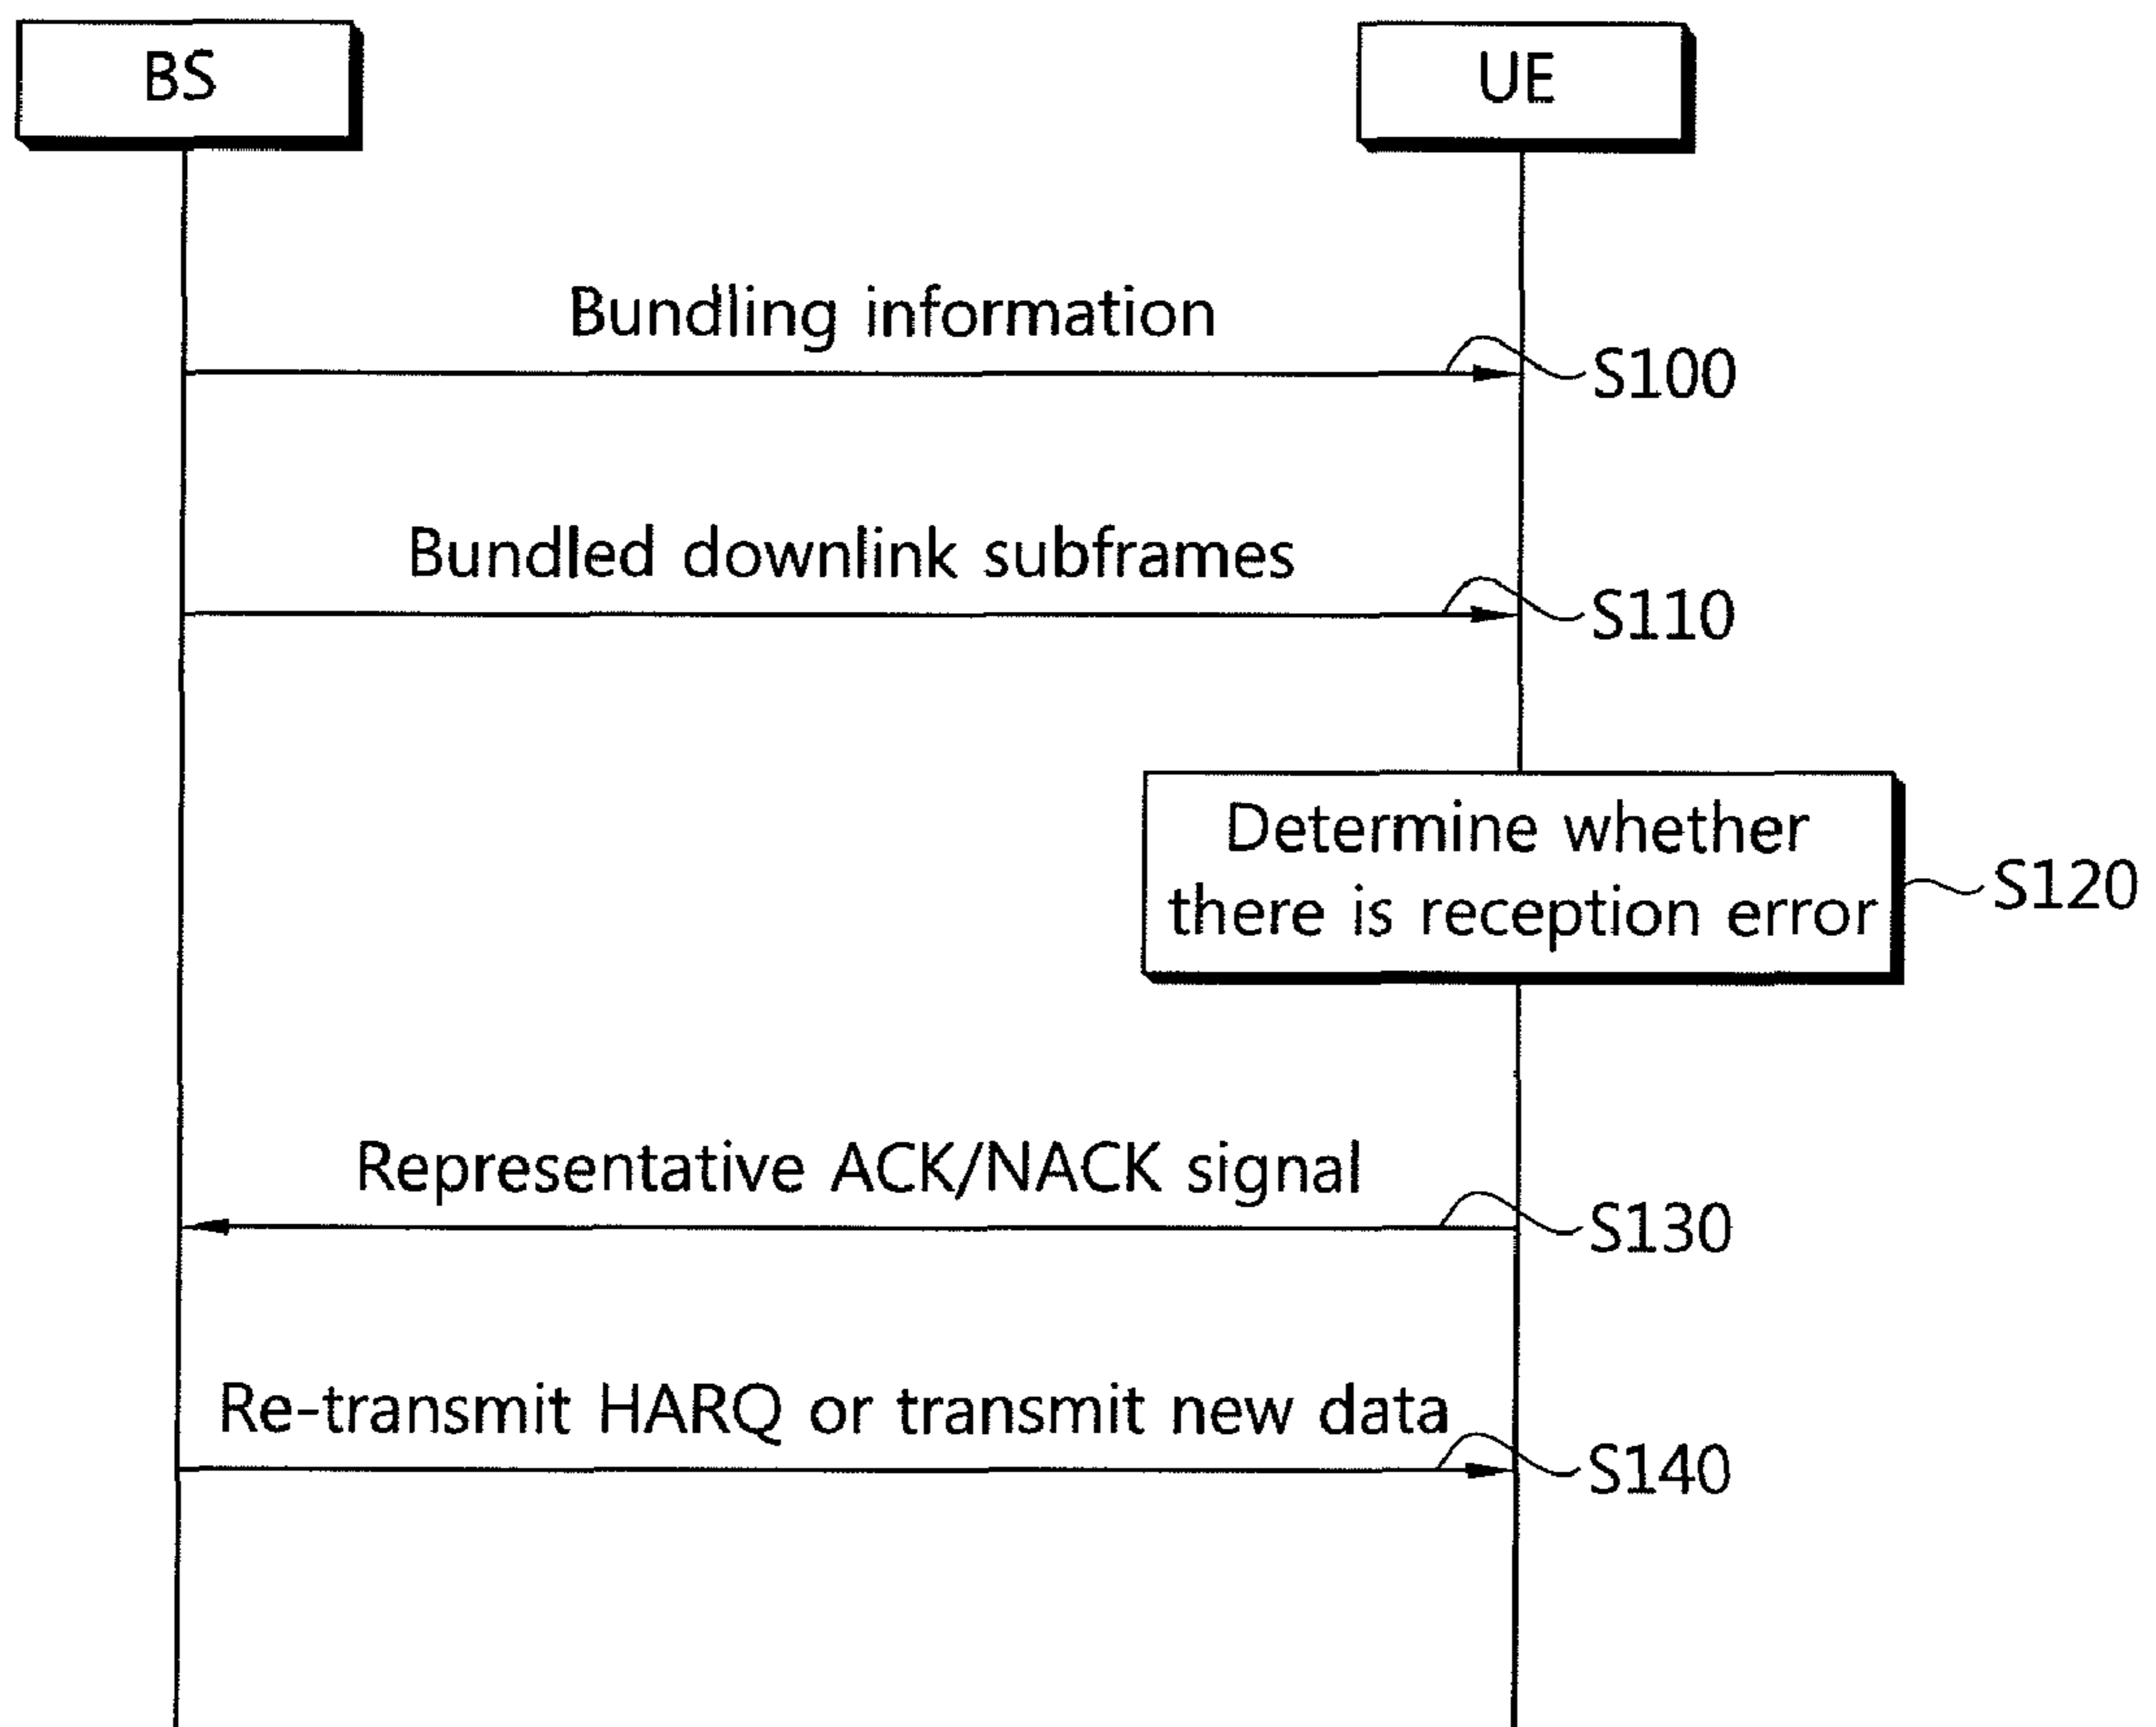 BS
UE
Bundling information
S100
Bundled downlink subframes
S110
Determine whether
there is reception error
S120
Representative ACK/NACK signal
S130
Re-transmit HARQ or transmit new data
S140